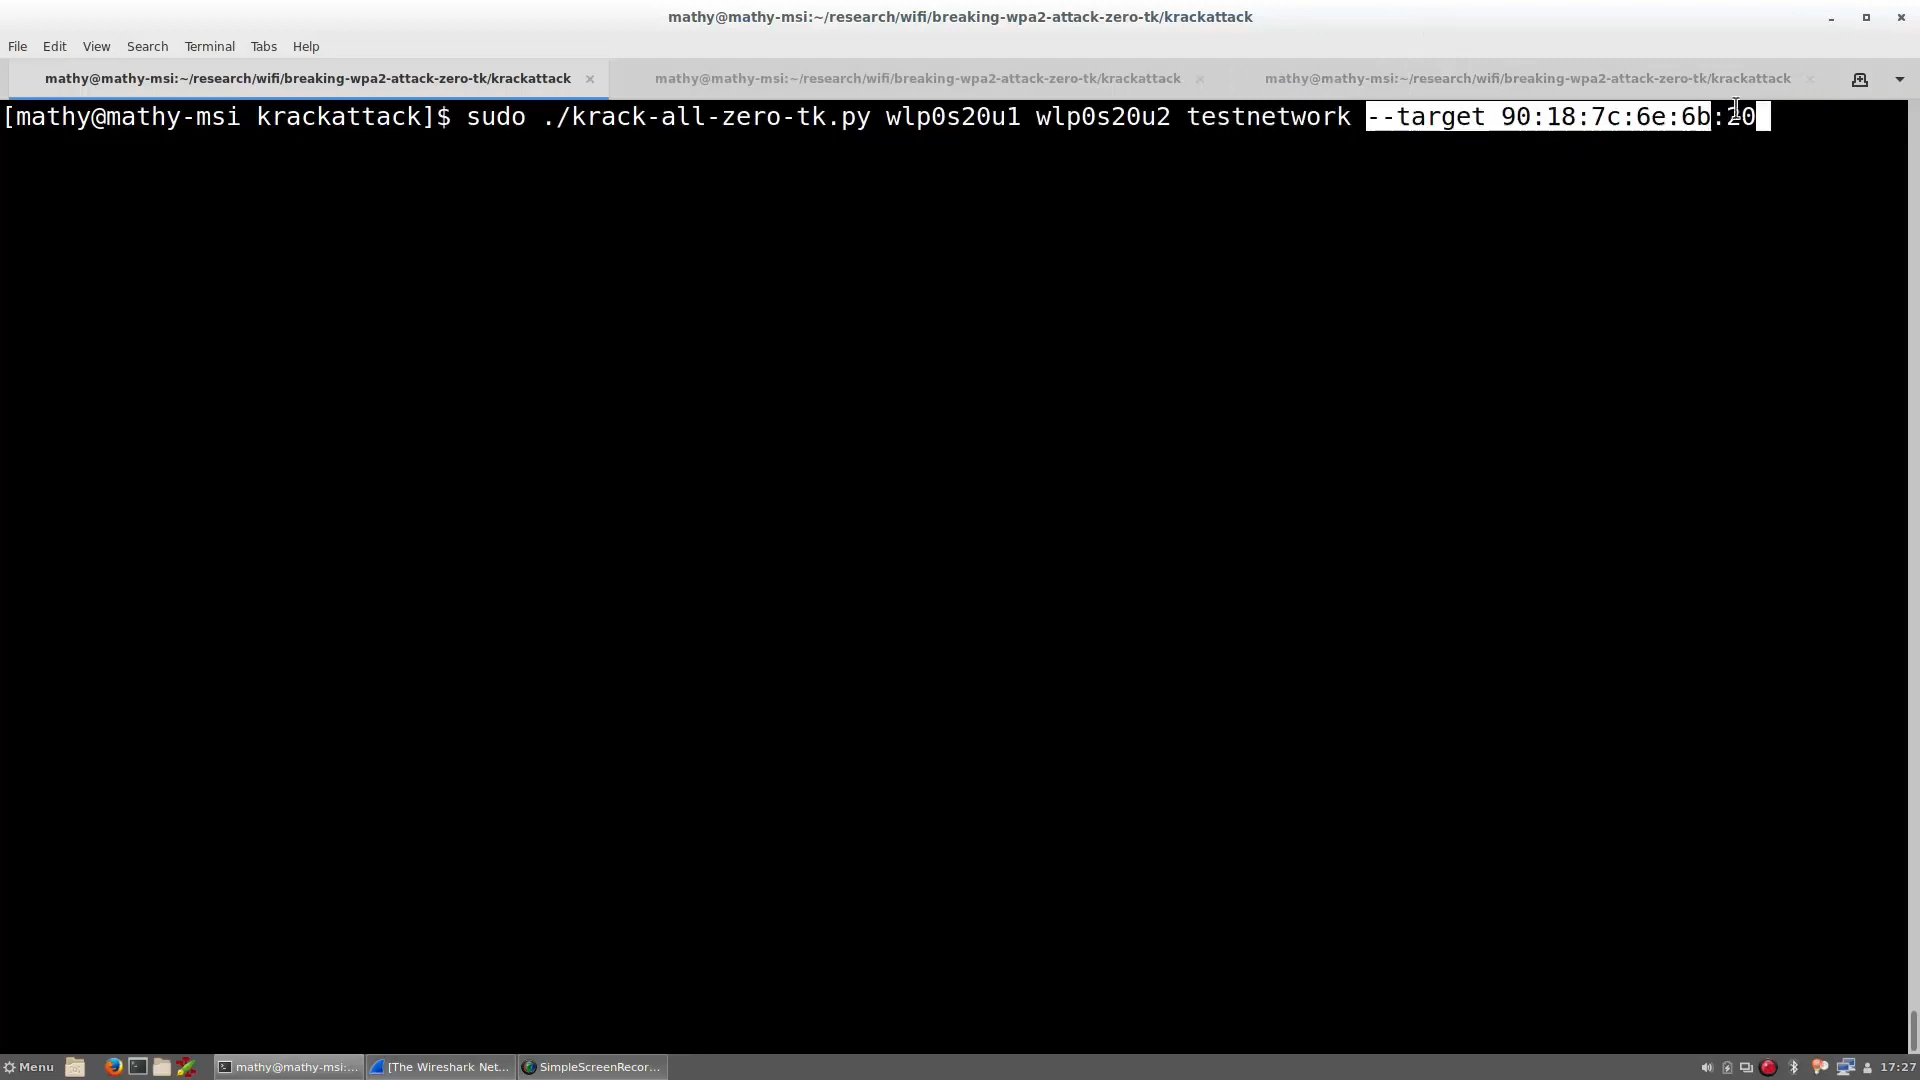 mathy@mathy-msi:~/research/wifi/breaking-wpa2-attack-zero-tk/krackattack
File Edit View Search Terminal Tabs Help
mathy@mathy-msi:~/research/wifi/breaking-wpa2-attack-zero-tk/krackattack mathy@mathy-msi:~/research/wifi/breaking-wpa2-attack-zero-tk/krackattack mathy@mathy-msi:~/research/wifi/breaking-wpa2-attack-zero-tk/krackattack
[mathy@mathy-msi krackattack]$ sudo ./krack-all-zero-tk.py wlp0s20u1 wlp0s20u2 testnetwork --target 90:18:7c:6e:6b:20
Menu mathy@mathy-msi:... [The Wireshark Net... SimpleScreenRecor... 17:27